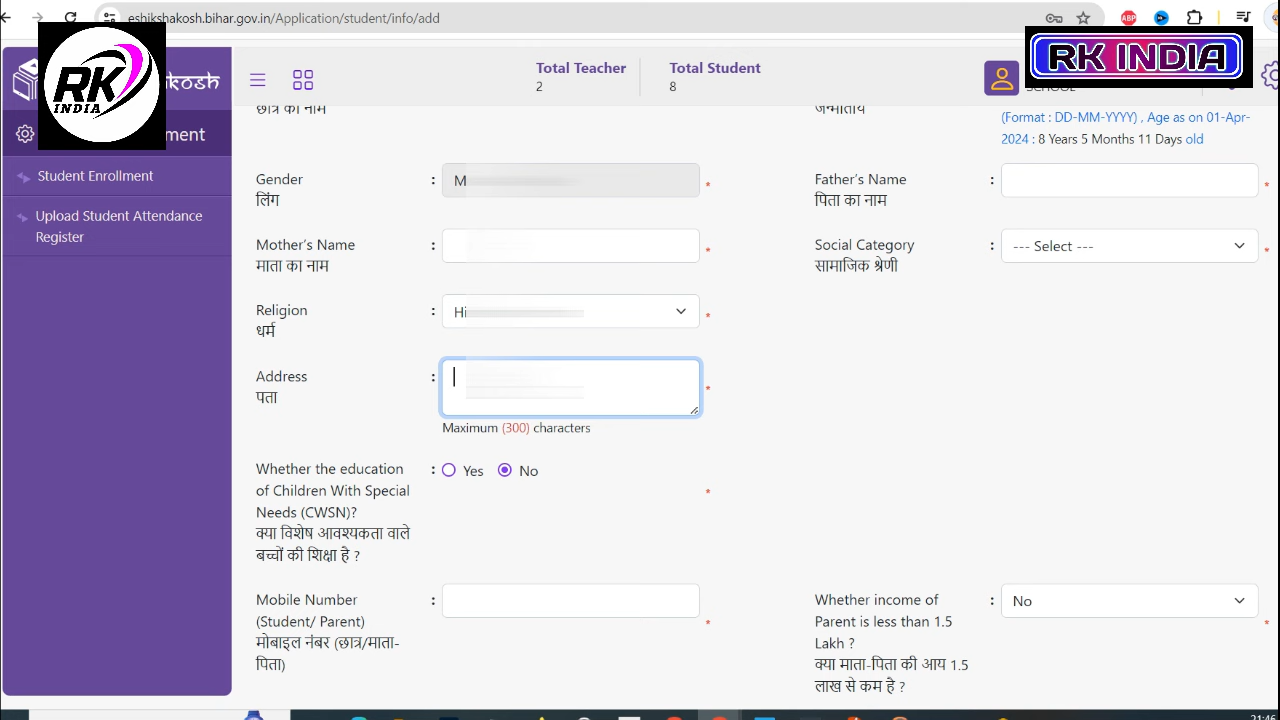 eshikshakosh.bihar.gov.in/Application/student/info/add
ABP
RK
INDIA
akosh
RK INDIA
Total Teacher
2
Total Student
8
SCHOOL
ment
Student Enrollment
Upload Student Attendance
Register
छात्र का नाम
जन्मतिथि
(Format : DD-MM-YYYY) , Age as on 01-Apr-
2024 : 8 Years 5 Months 11 Days old
Gender
लिंग
:
M
*
Father's Name
पिता का नाम
:
*
Mother's Name
माता का नाम
:
*
Social Category
सामाजिक श्रेणी
:
--- Select ---
*
Religion
धर्म
:
Hi
*
Address
पता
:
*
Maximum (300) characters
Whether the education
of Children With Special
Needs (CWSN)?
क्या विशेष आवश्यकता वाले
बच्चों की शिक्षा है ?
:
Yes No
*
Mobile Number
(Student/ Parent)
मोबाइल नंबर (छात्र/माता-
पिता)
:
*
Whether income of
Parent is less than 1.5
Lakh ?
क्या माता-पिता की आय 1.5
लाख से कम है ?
:
No
*
21:46